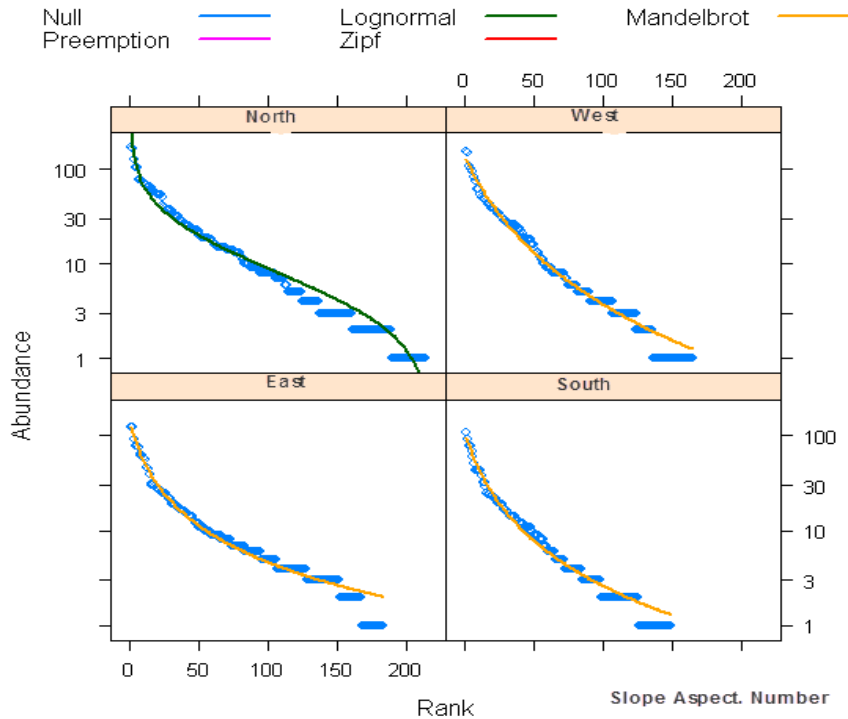 Null Lognormal Mandelbrot
Preemption Zipf
0 50 100 150 200
North West
100
30
10
3
1
East South
100
30
10
3
1
Abundance
0 50 100 150 200
Rank
Slope Aspect. Number